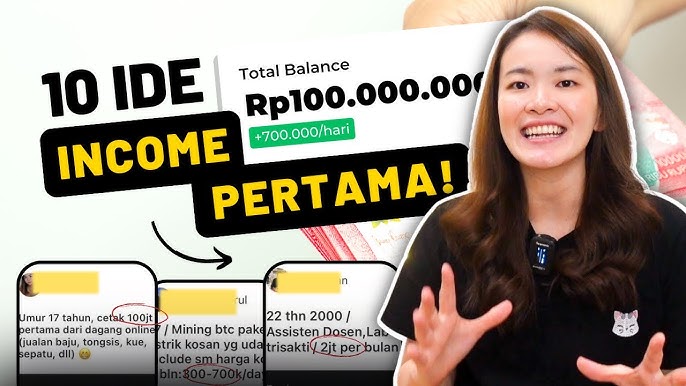 10 IDE
INCOME
PERTAMA!
Total Balance
Rp100.000.000
+700.000/hari
Umur 17 tahun, cetak 100jt
pertama dari dagang online
(jualan baju, tongsis, kue,
sepatu, dll)
/ Mining btc
strik kosan yg uda
clude sm harga
bln:300-700k/day
22 thn 2000 /
Assisten Dosen,Lab
trisakti / 2jt per bulan